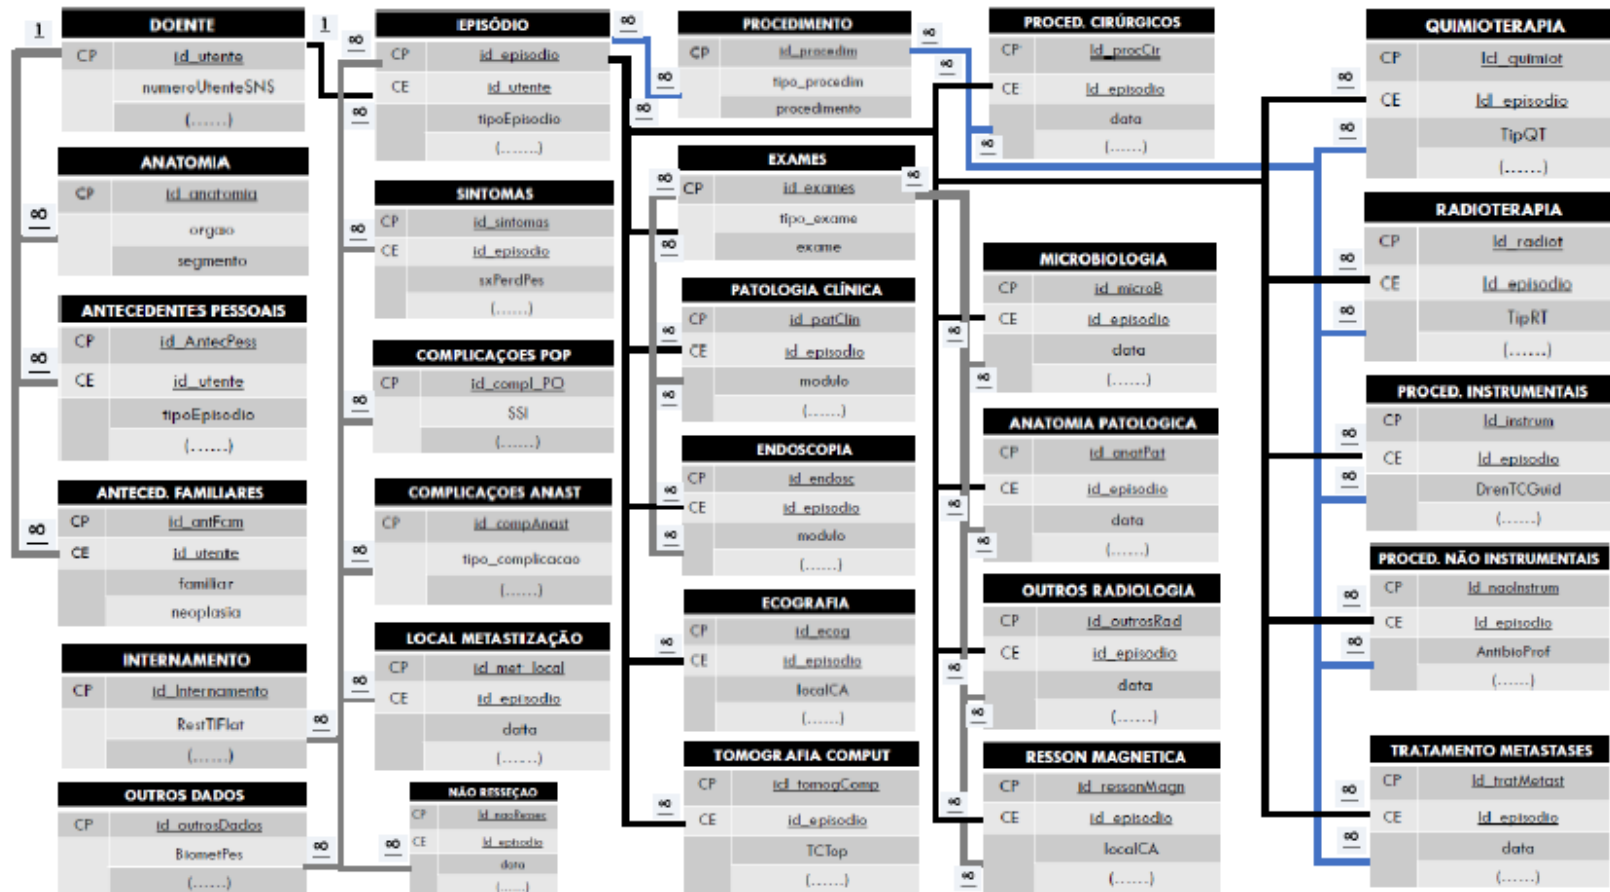 DOENTE
1
CP id_utente
numeroUtenteSNS
(......)
ANATOMIA
CP id_anatomia
∞
orgao
segmento
ANTECEDENTES PESSOAIS
CP id_AntecPess
∞
CE id_utente
tipoEpisodio
(......)
ANTECED. FAMILIARES
CP id_antFam
∞
CE id_utente
familiar
neoplasia
INTERNAMENTO
CP id_Internamento
RestTIFlat
∞
(......)
OUTROS DADOS
CP id_outrosDados
BiometPes
∞
(......)
1
∞
EPISÓDIO
CP id_episodio
CE id_utente
∞
tipoEpisodio
(.......)
SINTOMAS
CP id_sintomas
∞
CE id_episodio
sxPerdPes
(......)
COMPLICAÇOES POP
CP id_compl_PO
∞
SSI
(......)
COMPLICAÇOES ANAST
CP id_compAnast
∞
tipo_complicacao
(......)
LOCAL METASTIZAÇÃO
CP id_met_local
∞
CE id_episodio
datta
(......)
NÃO RESSEÇÃO
CP
∞
CE Id_episodio
data
(......)
∞
PROCEDIMENTO
CP id_procedim
∞
tipo_procedim
∞
procedimento
EXAMES
∞
CP id_exames
∞
tipo_exame
∞
exame
PATOLOGIA CLÍNICA
CP id_patClin
∞
CE id_episodio
∞
modulo
(......)
ENDOSCOPIA
CP id_endosc
∞
CE id_episodio
∞
modulo
(......)
ECOGRAFIA
CP id_ecog
∞
CE id_episodio
localCA
(......)
TOMOGRAFIA COMPUT
CP id_tomogComp
∞
CE id_episodio
TCTop
(......)
∞
PROCED. CIRÚRGICOS
CP Id_procCir
∞
∞
CE Id_episodio
data
∞
(......)
MICROBIOLOGIA
CP id_microB
∞
CE id_episodio
∞
data
∞
(......)
ANATOMIA PATOLOGICA
CP id_anatPat
∞
CE id_episodio
∞
data
∞
(......)
OUTROS RADIOLOGIA
CP id_outrosRad
CE id_episodio
∞
data
∞
(......)
RESSON MAGNETICA
CP id_ressonMagn
∞
CE id_episodio
localCA
∞
(......)
QUIMIOTERAPIA
CP Id_quimiot
∞
CE Id_episodio
∞
TipQT
(......)
RADIOTERAPIA
CP Id_radiot
∞
CE Id_episodio
∞
TipRT
(......)
PROCED. INSTRUMENTAIS
CP Id_instrum
∞
CE Id_episodio
∞
DrenTCGuid
(......)
PROCED. NÃO INSTRUMENTAIS
CP Id_naoInstrum
∞
CE Id_episodio
∞
AntibioProf
(......)
TRATAMENTO METASTASES
CP Id_tratMetast
∞
CE Id_episodio
∞
data
(......)